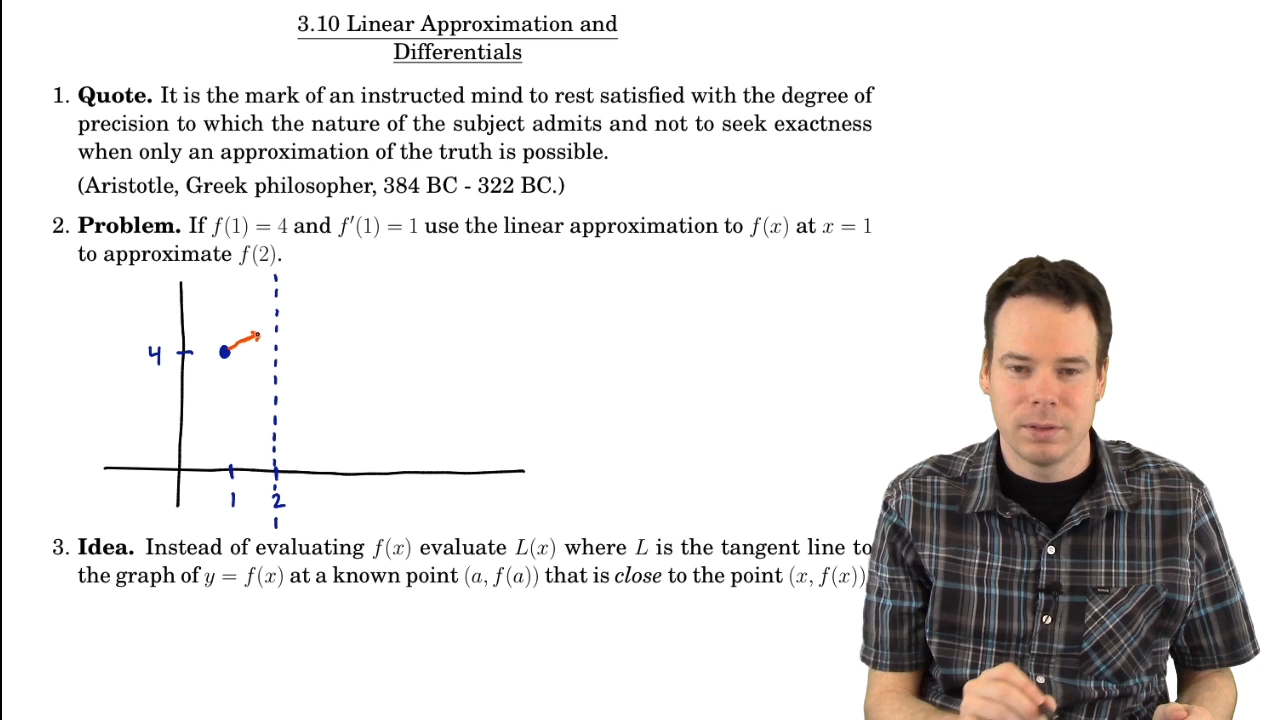 3.10 Linear Approximation and
Differentials
1. Quote. It is the mark of an instructed mind to rest satisfied with the degree of
precision to which the nature of the subject admits and not to seek exactness
when only an approximation of the truth is possible.
(Aristotle, Greek philosopher, 384 BC - 322 BC.)
2. Problem. If f(1) = 4 and f′(1) = 1 use the linear approximation to f(x) at x = 1
to approximate f(2).
4
1 2
3. Idea. Instead of evaluating f(x) evaluate L(x) where L is the tangent line to
the graph of y = f(x) at a known point (a, f(a)) that is close to the point (x, f(x))